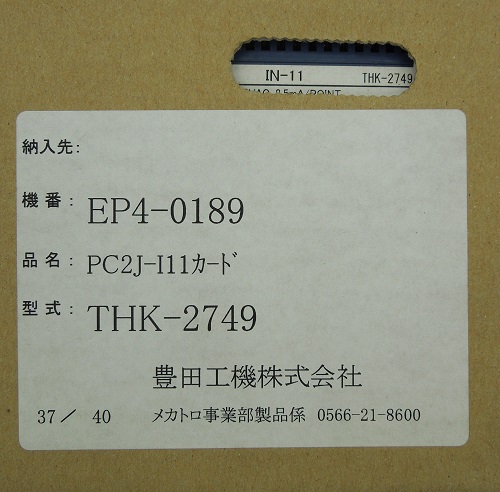 IN-11 THK-2749
納入先:
機番: EP4-0189
品名: PC2J-I11ｶｰﾄﾞ
型式: THK-2749
豊田工機株式会社
37／ 40 メカトロ事業部製品係 0566-21-8600